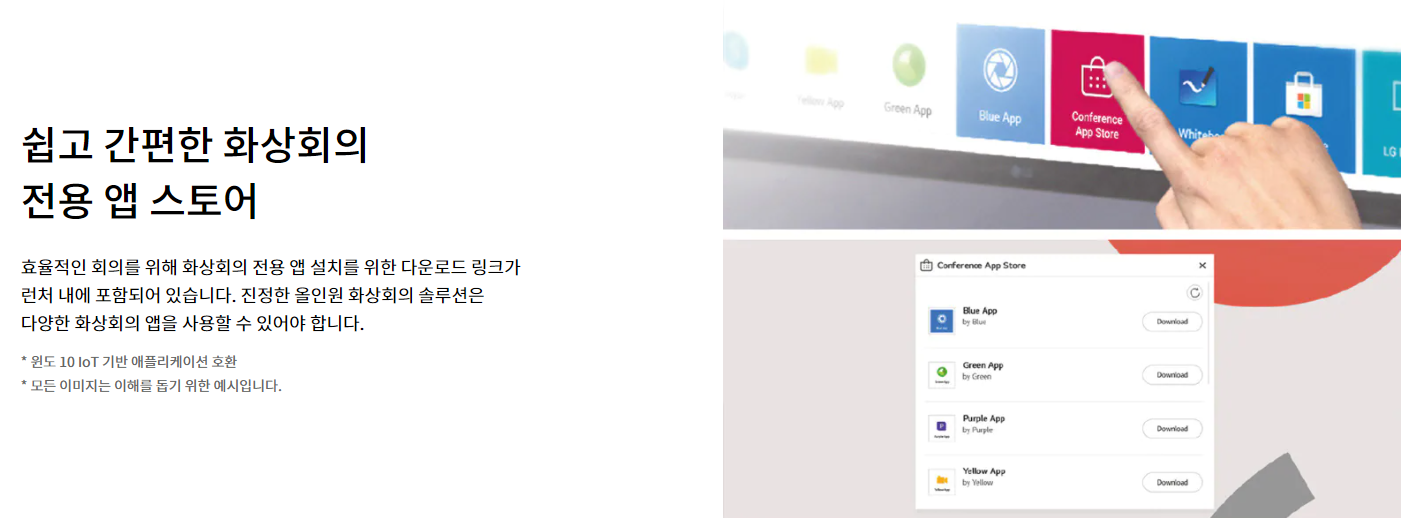 쉽고 간편한 화상회의
전용 앱 스토어
효율적인 회의를 위해 화상회의 전용 앱 설치를 위한 다운로드 링크가
런처 내에 포함되어 있습니다. 진정한 올인원 화상회의 솔루션은
다양한 화상회의 앱을 사용할 수 있어야 합니다.
* 윈도 10 IoT 기반 애플리케이션 호환
* 모든 이미지는 이해를 돕기 위한 예시입니다.
Yellow App
Green App
Blue App
Conference
App Store
LG
Conference App Store
Blue App
by Blue
Download
Green App
by Green
Download
Purple App
by Purple
Download
Yellow App
by Yellow
Download